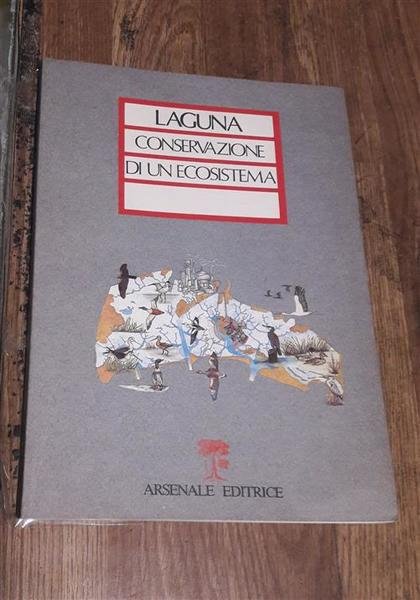 LAGUNA
CONSERVAZIONE
DI UN ECOSISTEMA
ARSENALE EDITRICE